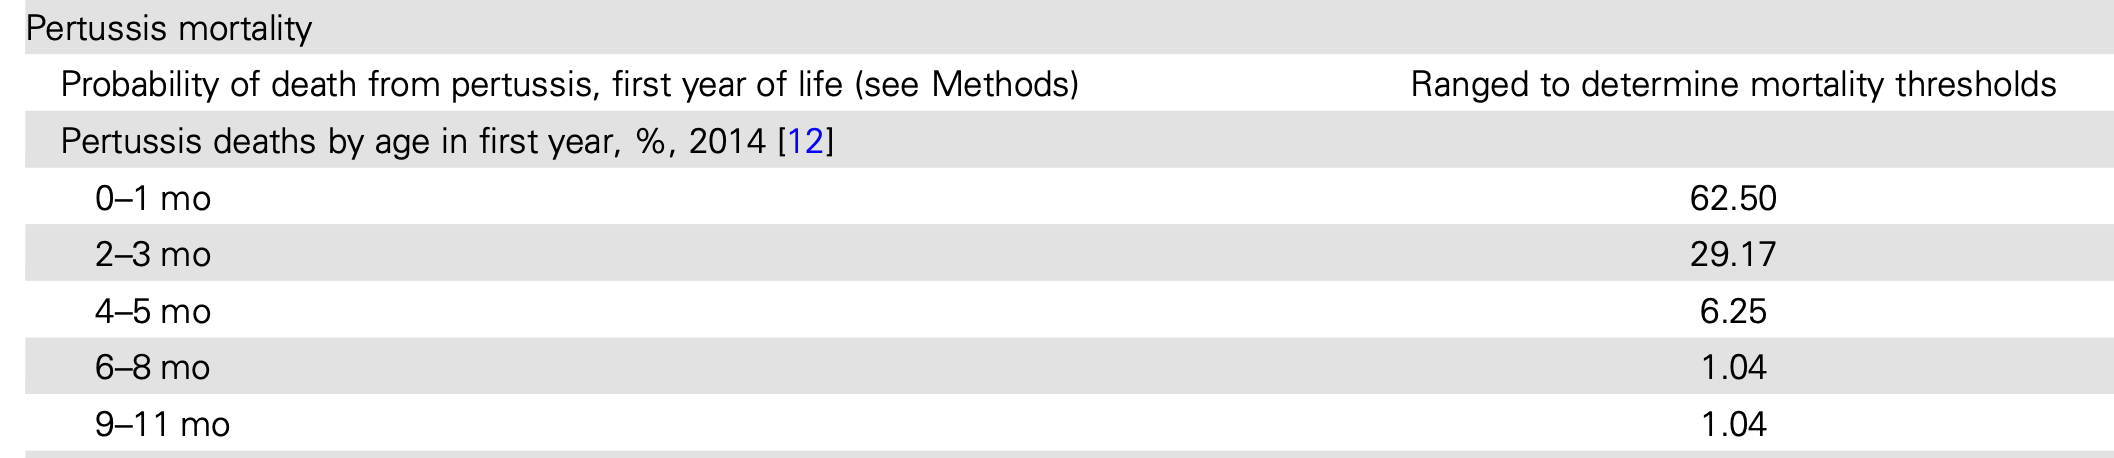 Pertussis mortality
Probability of death from pertussis, first year of life (see Methods) Ranged to determine mortality thresholds
Pertussis deaths by age in first year, %, 2014 [12]
0–1 mo 62.50
2–3 mo 29.17
4–5 mo 6.25
6–8 mo 1.04
9–11 mo 1.04